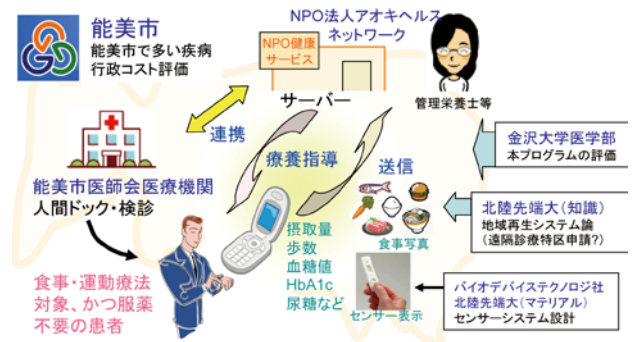 能美市
能美市で多い疾病
行政コスト評価
NPO法人アオキヘルス
ネットワーク
NPO健康
サービス
サーバー
管理栄養士等
連携
療養指導
送信
金沢大学医学部
本プログラムの評価
能美市医師会医療機関
人間ドック・検診
北陸先端大(知識)
地域再生システム論
(遠隔診療特区申請?)
食事写真
摂取量
歩数
血糖値
HbA1c
尿糖など
食事・運動療法
対象、かつ服薬
不要の患者
センサー表示
バイオデバイステクノロジ社
北陸先端大(マテリアル)
センサーシステム設計